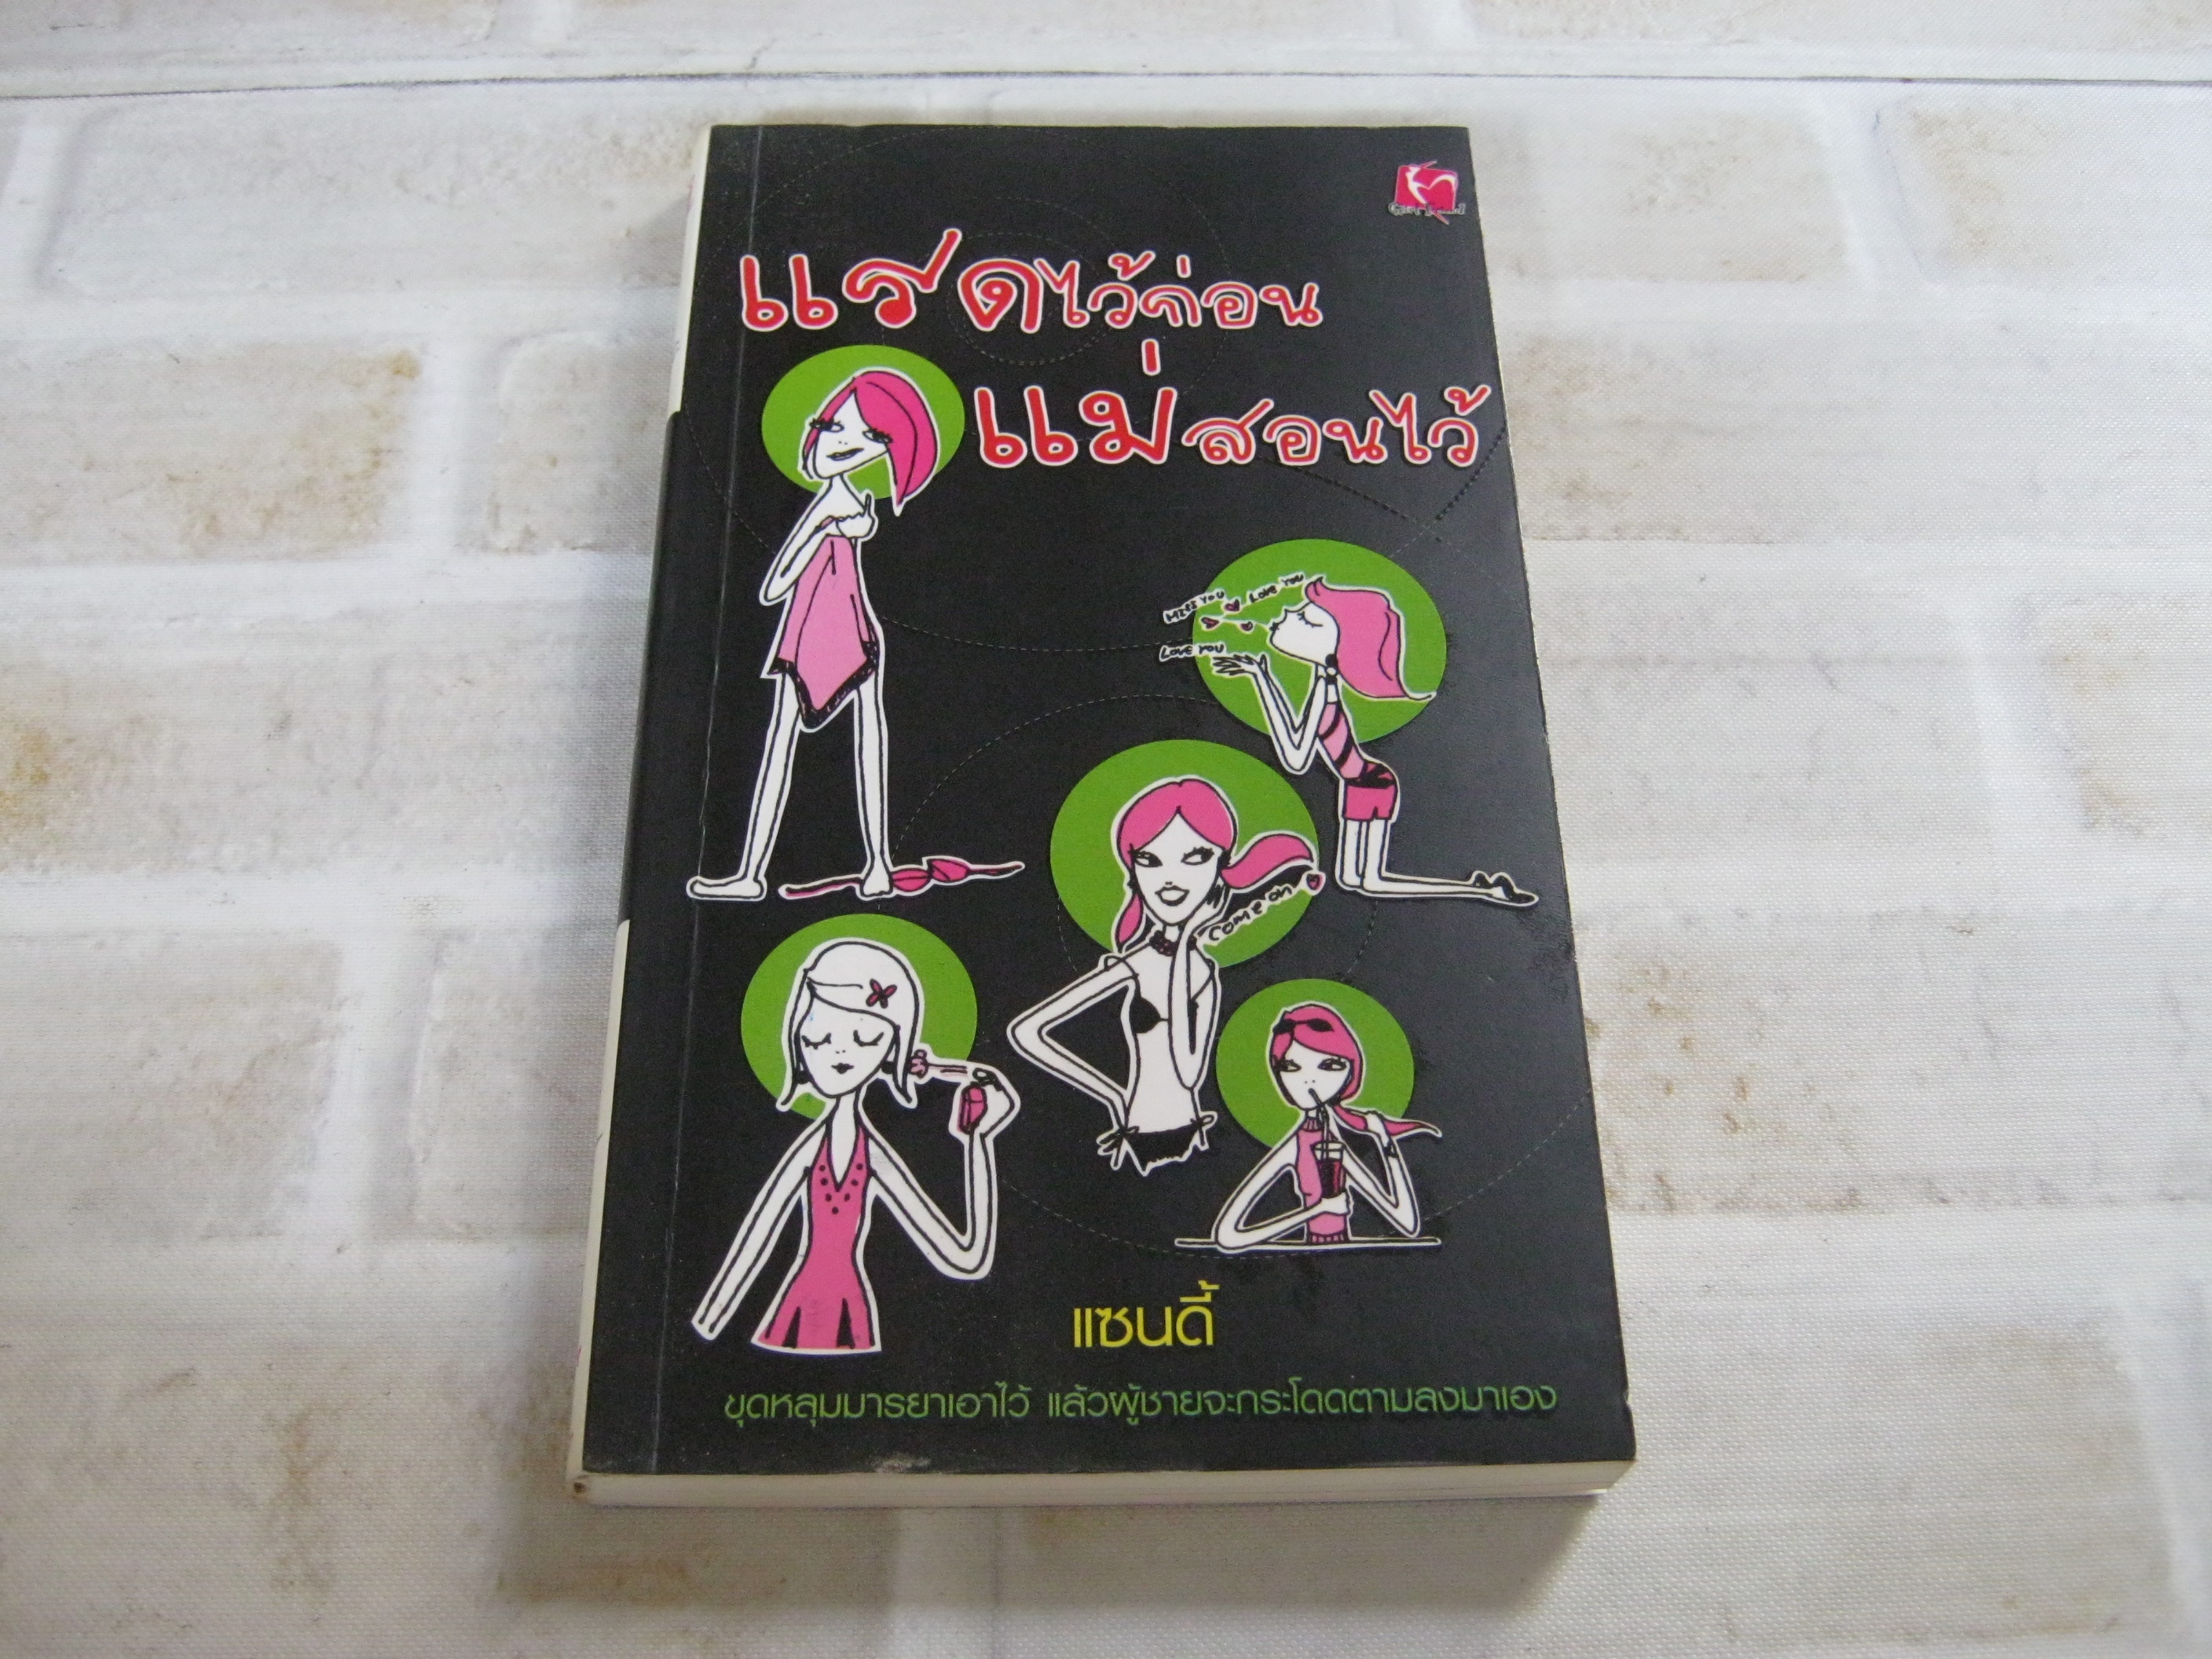 แรดไว้ก่อน
แม่สอนไว้
MISS YOU
LOVE YOU
LOVE YOU
COME ON
แซนดี้
ขุดหลุมมารยาเอาไว้ แล้วผู้ชายจะกระโดดตามลงมาเอง